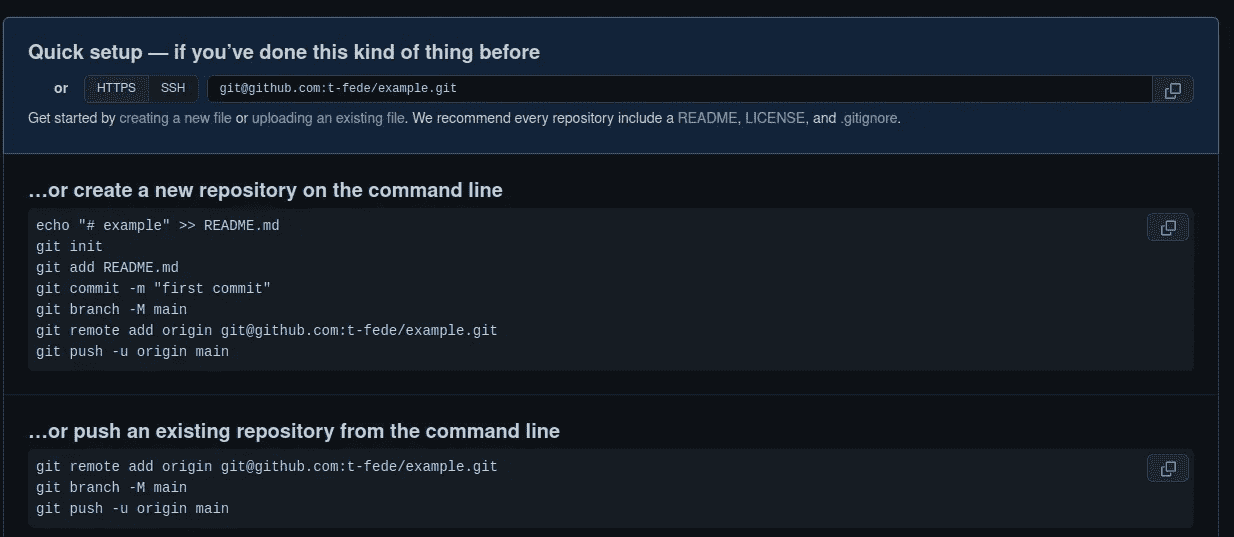 Quick setup — if you’ve done this kind of thing before
or HTTPS SSH git@github.com:t-fede/example.git
Get started by creating a new file or uploading an existing file. We recommend every repository include a README, LICENSE, and .gitignore.
…or create a new repository on the command line
echo "# example" >> README.md
git init
git add README.md
git commit -m "first commit"
git branch -M main
git remote add origin git@github.com:t-fede/example.git
git push -u origin main
…or push an existing repository from the command line
git remote add origin git@github.com:t-fede/example.git
git branch -M main
git push -u origin main